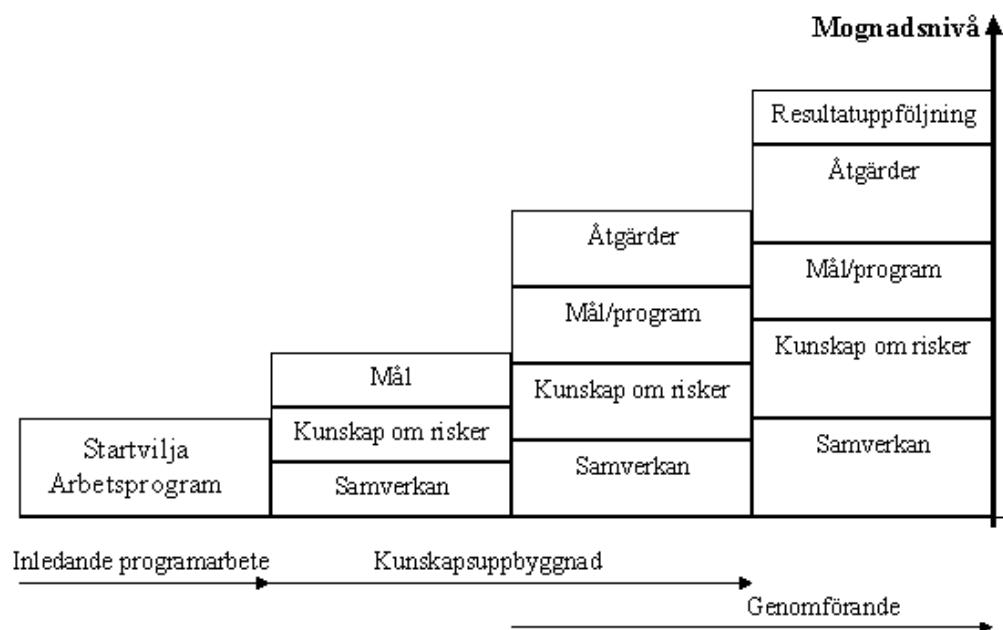 Mognadsnivå
Startvilja
Arbetsprogram
Mål
Kunskap om risker
Samverkan
Åtgärder
Mål/program
Kunskap om risker
Samverkan
Resultatuppföljning
Åtgärder
Mål/program
Kunskap om risker
Samverkan
Inledande programarbete
Kunskapsuppbyggnad
Genomförande